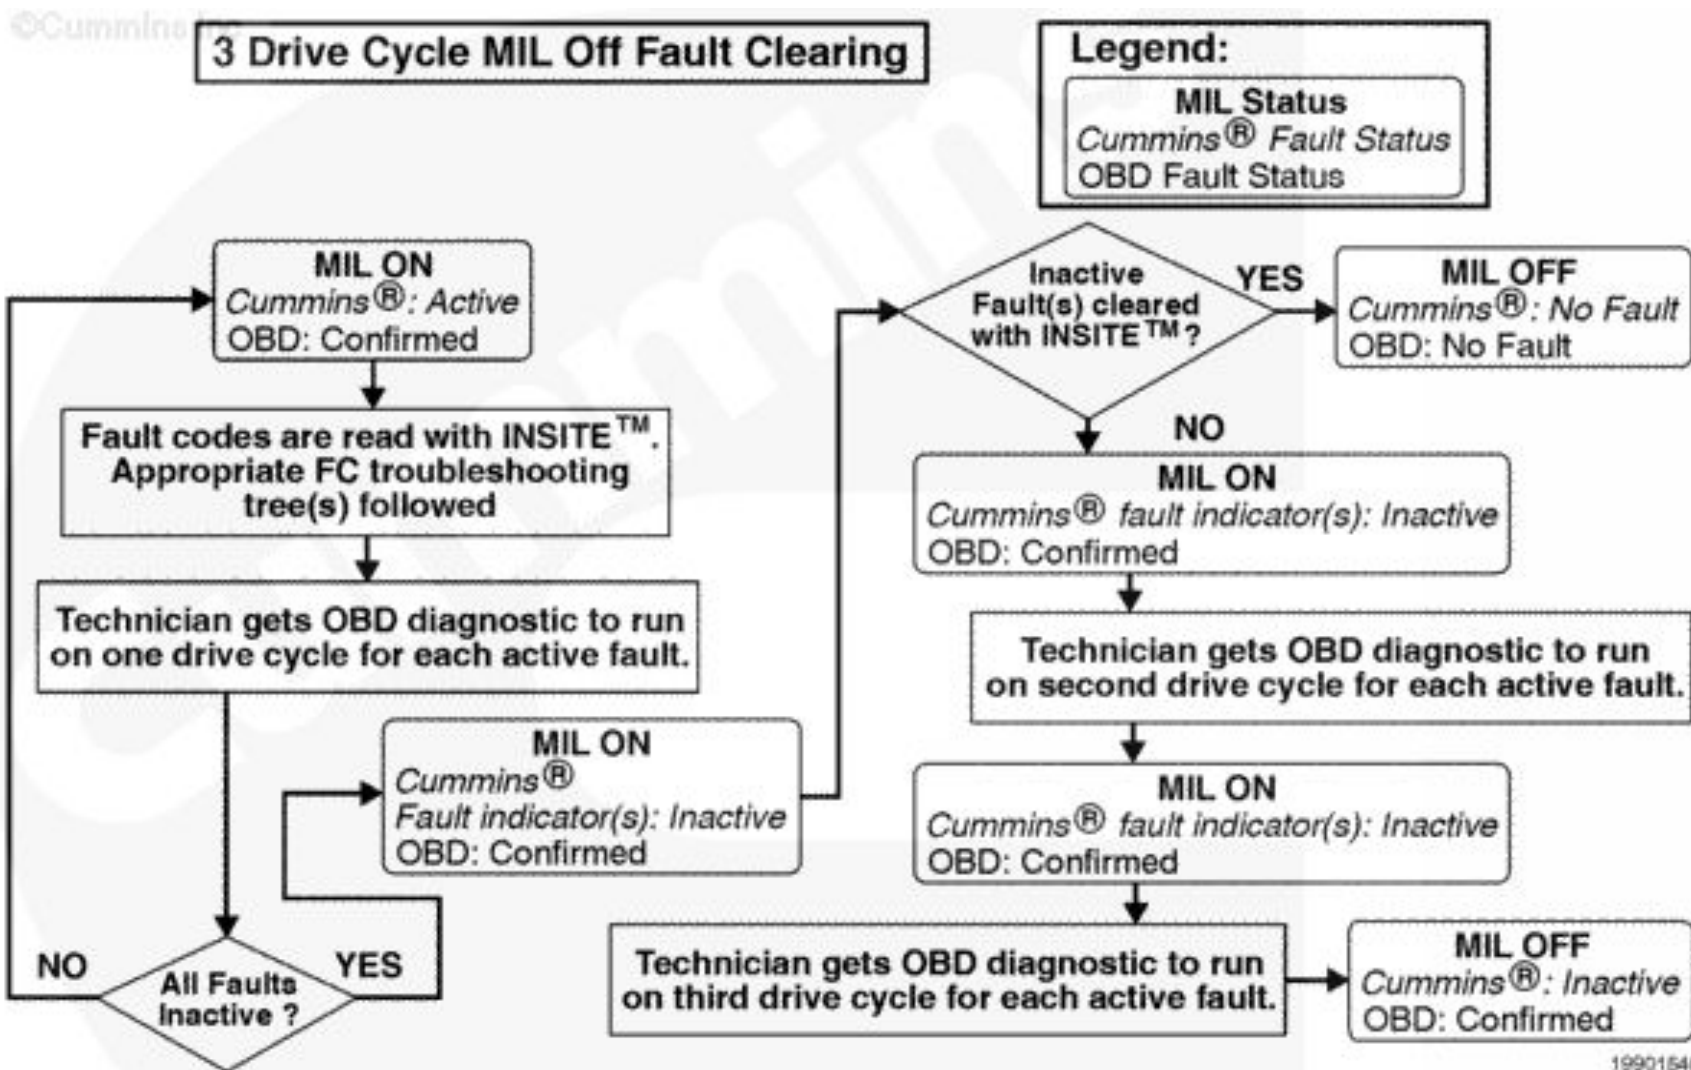 ©Cummins Inc
3 Drive Cycle MIL Off Fault Clearing
Legend:
MIL Status
Cummins® Fault Status
OBD Fault Status
MIL ON
Cummins®: Active
OBD: Confirmed
Fault codes are read with INSITE™.
Appropriate FC troubleshooting
tree(s) followed
Technician gets OBD diagnostic to run
on one drive cycle for each active fault.
All Faults
Inactive ?
NO
YES
MIL ON
Cummins®
Fault indicator(s): Inactive
OBD: Confirmed
Inactive
Fault(s) cleared
with INSITE™?
YES
MIL OFF
Cummins®: No Fault
OBD: No Fault
NO
MIL ON
Cummins® fault indicator(s): Inactive
OBD: Confirmed
Technician gets OBD diagnostic to run
on second drive cycle for each active fault.
MIL ON
Cummins® fault indicator(s): Inactive
OBD: Confirmed
Technician gets OBD diagnostic to run
on third drive cycle for each active fault.
MIL OFF
Cummins®: Inactive
OBD: Confirmed